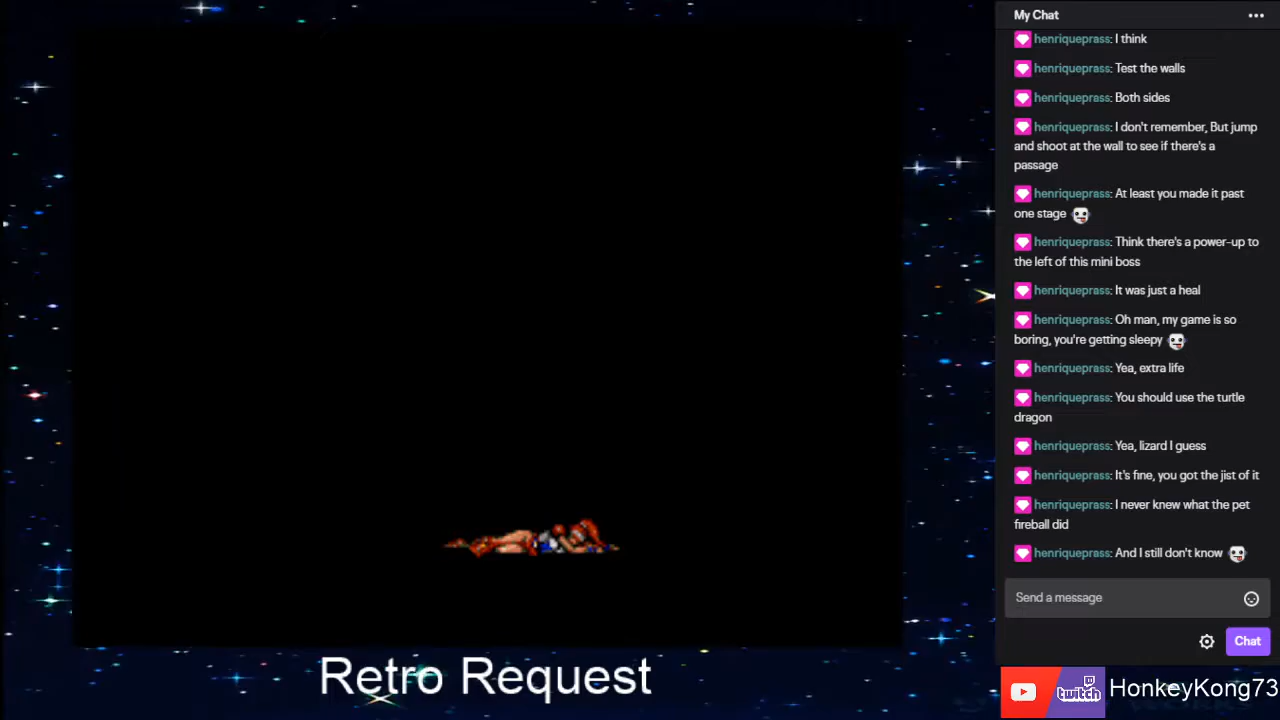 My Chat
henriqueprass: I think
henriqueprass: Test the walls
henriqueprass: Both sides
henriqueprass: I don't remember, But jump
and shoot at the wall to see if there's a
passage
henriqueprass: At least you made it past
one stage
henriqueprass: Think there's a power-up to
the left of this mini boss
henriqueprass: It was just a heal
henriqueprass: Oh man, my game is so
boring, you're getting sleepy
henriqueprass: Yea, extra life
henriqueprass: You should use the turtle
dragon
henriqueprass: Yea, lizard I guess
henriqueprass: It's fine, you got the jist of it
henriqueprass: I never knew what the pet
fireball did
henriqueprass: And I still don't know
Send a message
Chat
Retro Request
twitch HonkeyKong73